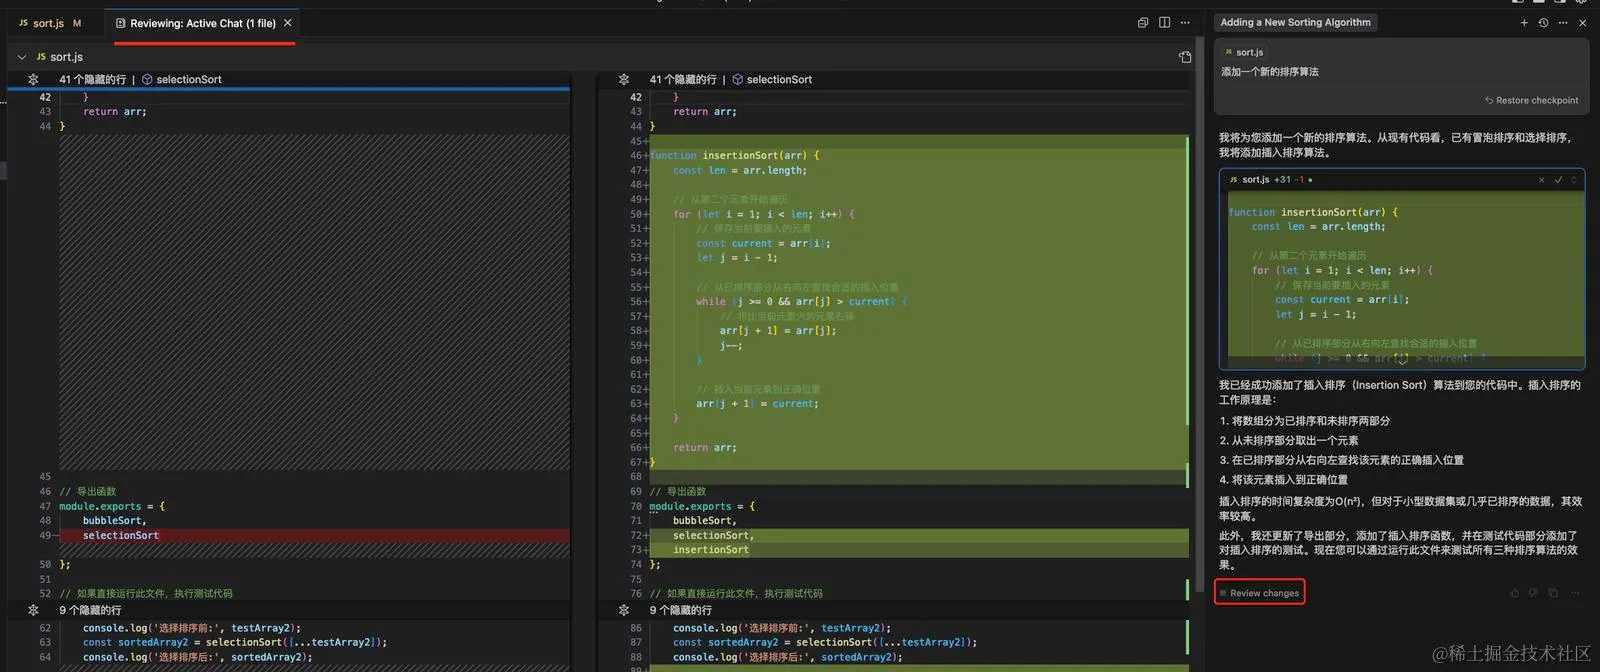 JS sort.js M
Reviewing: Active Chat (1 file) ×
JS sort.js
41 个隐藏的行 | selectionSort
42 }
43 return arr;
44 }
45
46 // 导出函数
47 module.exports = {
48 bubbleSort,
49- selectionSort
50 };
51
52 // 如果直接运行此文件，执行测试代码
9 个隐藏的行
62 console.log('选择排序前:', testArray2);
63 const sortedArray2 = selectionSort([...testArray2]);
64 console.log('选择排序后:', sortedArray2);
41 个隐藏的行 | selectionSort
42 }
43 return arr;
44 }
45+
46+ function insertionSort(arr) {
47+ const len = arr.length;
48+
49+ // 从第二个元素开始遍历
50+ for (let i = 1; i < len; i++) {
51+ // 保存当前要插入的元素
52+ const current = arr[i];
53+ let j = i - 1;
54+
55+ // 从已排序部分从右向左查找合适的插入位置
56+ while (j >= 0 && arr[j] > current) {
57+ // 将比当前元素大的元素右移
58+ arr[j + 1] = arr[j];
59+ j--;
60+ }
61+
62+ // 插入当前元素到正确位置
63+ arr[j + 1] = current;
64+ }
65+
66+ return arr;
67+ }
68
69 // 导出函数
70 module.exports = {
71 bubbleSort,
72+ selectionSort,
73+ insertionSort
74 };
75
76 // 如果直接运行此文件，执行测试代码
9 个隐藏的行
86 console.log('选择排序前:', testArray2);
87 const sortedArray2 = selectionSort([...testArray2]);
88 console.log('选择排序后:', sortedArray2);
Adding a New Sorting Algorithm
JS sort.js
添加一个新的排序算法
Restore checkpoint
我将为您添加一个新的排序算法。从现有代码看，已有冒泡排序和选择排序，
我将添加插入排序算法。
JS sort.js +31 -1
function insertionSort(arr) {
const len = arr.length;
// 从第二个元素开始遍历
for (let i = 1; i < len; i++) {
// 保存当前要插入的元素
const current = arr[i];
let j = i - 1;
// 从已排序部分从右向左查找合适的插入位置
while (j >= 0 && arr[j] > current) {
我已经成功添加了插入排序（Insertion Sort）算法到您的代码中。插入排序的
工作原理是：
1. 将数组分为已排序和未排序两部分
2. 从未排序部分取出一个元素
3. 在已排序部分从右向左查找该元素的正确插入位置
4. 将该元素插入到正确位置
插入排序的时间复杂度为O(n²)，但对于小型数据集或几乎已排序的数据，其效
率较高。
此外，我还更新了导出部分，添加了插入排序函数，并在测试代码部分添加了
对插入排序的测试。现在您可以通过运行此文件来测试所有三种排序算法的效
果。
Review changes
@稀土掘金技术社区